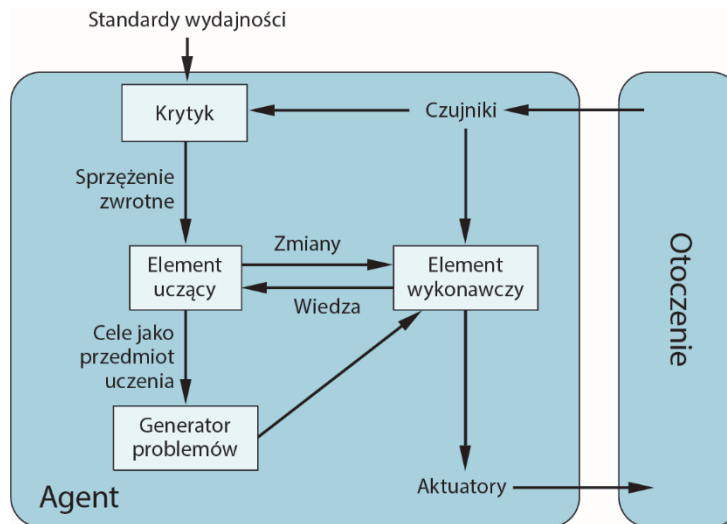 Standardy wydajności
Krytyk
Czujniki
Sprzężenie
zwrotne
Zmiany
Element
uczący
Element
wykonawczy
Wiedza
Cele jako
przedmiot
uczenia
Generator
problemów
Aktuatory
Agent
Otoczenie